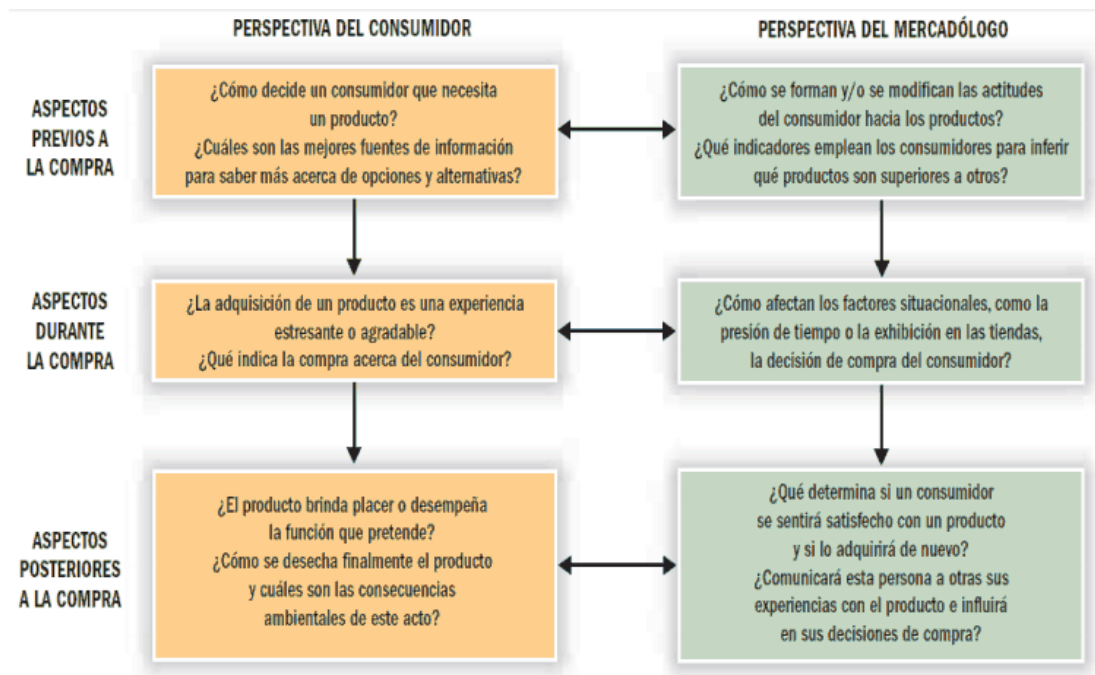 PERSPECTIVA DEL CONSUMIDOR
PERSPECTIVA DEL MERCADÓLOGO
ASPECTOS
PREVIOS A
LA COMPRA
¿Cómo decide un consumidor que necesita
un producto?
¿Cuáles son las mejores fuentes de información
para saber más acerca de opciones y alternativas?
¿Cómo se forman y/o se modifican las actitudes
del consumidor hacia los productos?
¿Qué indicadores emplean los consumidores para inferir
qué productos son superiores a otros?
ASPECTOS
DURANTE
LA COMPRA
¿La adquisición de un producto es una experiencia
estresante o agradable?
¿Qué indica la compra acerca del consumidor?
¿Cómo afectan los factores situacionales, como la
presión de tiempo o la exhibición en las tiendas,
la decisión de compra del consumidor?
ASPECTOS
POSTERIORES
A LA COMPRA
¿El producto brinda placer o desempeña
la función que pretende?
¿Cómo se desecha finalmente el producto
y cuáles son las consecuencias
ambientales de este acto?
¿Qué determina si un consumidor
se sentirá satisfecho con un producto
y si lo adquirirá de nuevo?
¿Comunicará esta persona a otras sus
experiencias con el producto e influirá
en sus decisiones de compra?